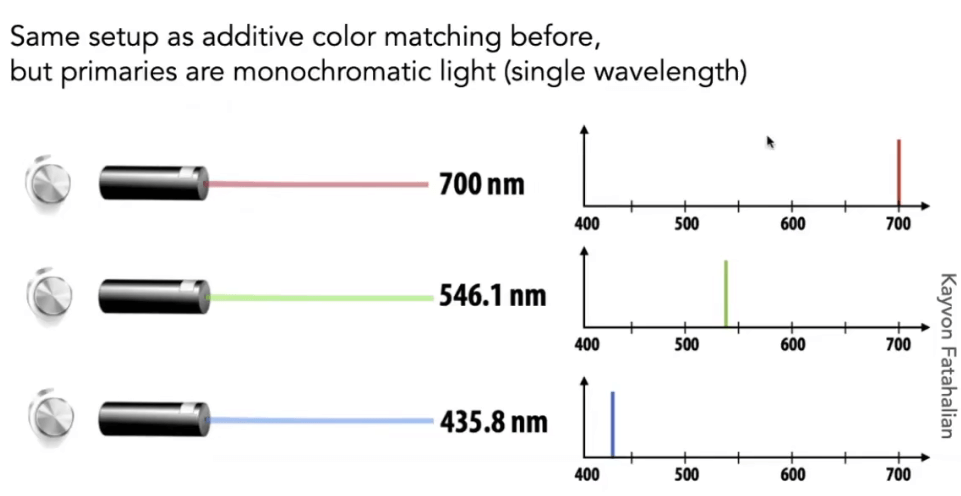 Same setup as additive color matching before,
but primaries are monochromatic light (single wavelength)
700 nm
400 500 600 700
546.1 nm
400 500 600 700
435.8 nm
400 500 600 700
Kayvon Fatahalian